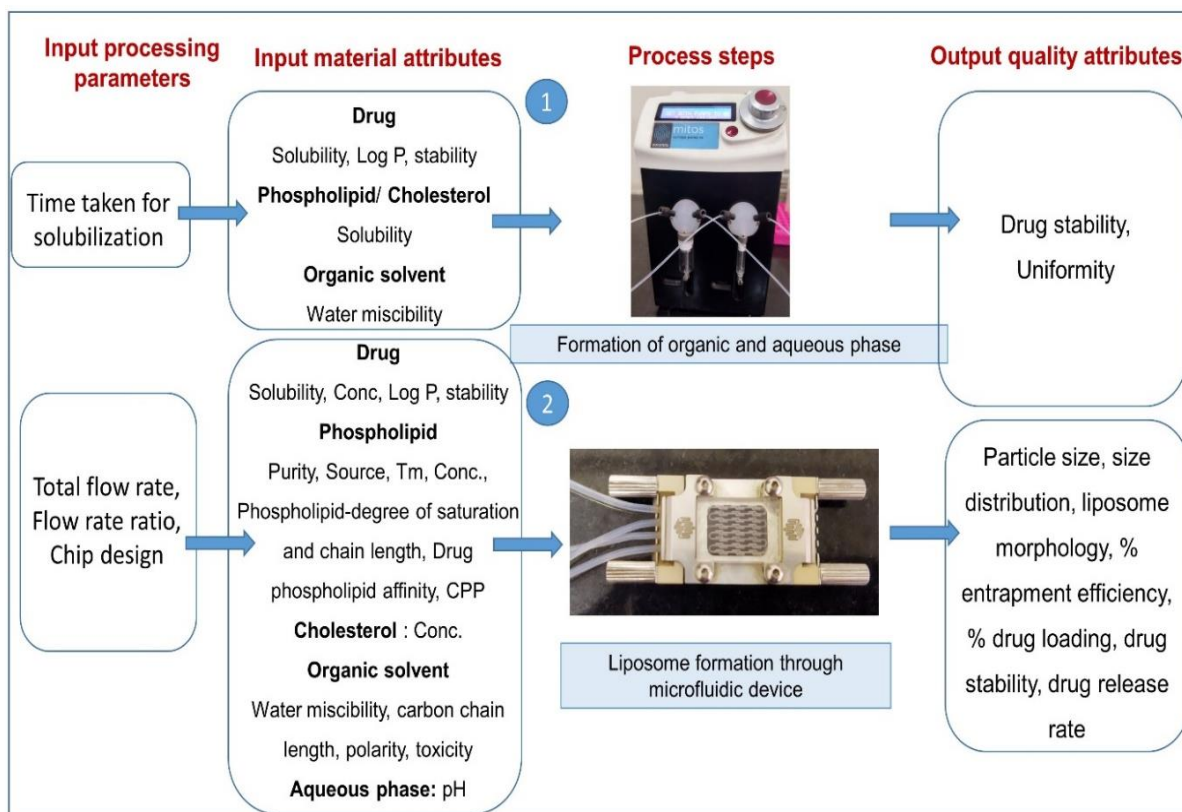 Input processing
parameters
Input material attributes
Process steps
Output quality attributes
1
Time taken for
solubilization
Drug
Solubility, Log P, stability
Phospholipid/ Cholesterol
Solubility
Organic solvent
Water miscibility
mitos
Formation of organic and aqueous phase
Drug stability,
Uniformity
2
Total flow rate,
Flow rate ratio,
Chip design
Drug
Solubility, Conc, Log P, stability
Phospholipid
Purity, Source, Tm, Conc.,
Phospholipid-degree of saturation
and chain length, Drug
phospholipid affinity, CPP
Cholesterol : Conc.
Organic solvent
Water miscibility, carbon chain
length, polarity, toxicity
Aqueous phase: pH
Liposome formation through
microfluidic device
Particle size, size
distribution, liposome
morphology, %
entrapment efficiency,
% drug loading, drug
stability, drug release
rate